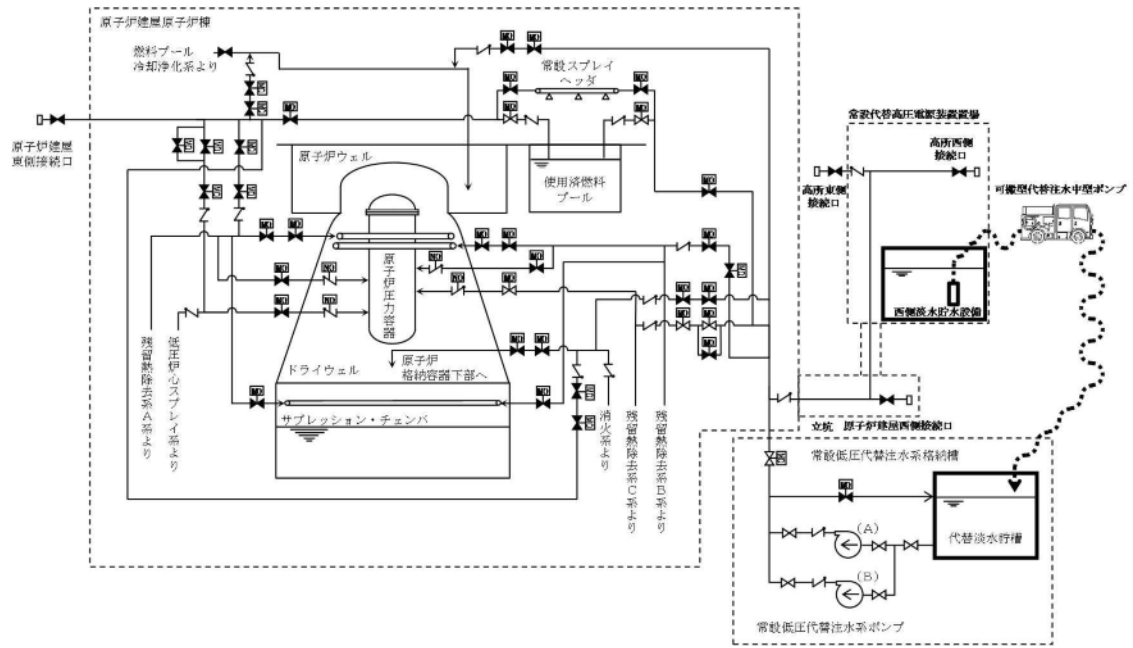 原子炉建屋原子炉棟
燃料プール
冷却浄化系より
常設スプレイ
ヘッダ
原子炉建屋
東側接続口
原子炉ウェル
使用済燃料
プール
常設代替高圧電源装置置場
高所西側
接続口
高所東側
接続口
可搬型代替注水中型ポンプ
西側淡水貯水設備
原子炉圧力容器
原子炉
格納容器下部へ
ドライウェル
サプレッション・チェンバ
残留熱除去系A系より
低圧炉心スプレイ系より
消火系より
残留熱除去系C系より
残留熱除去系B系より
立坑
原子炉建屋西側接続口
常設低圧代替注水系格納槽
代替淡水貯槽
(A)
(B)
常設低圧代替注水系ポンプ